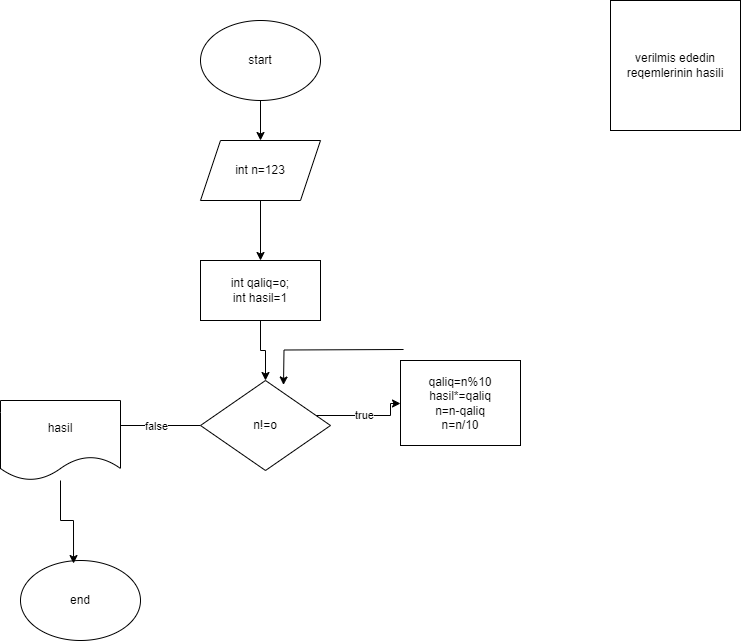 start
verilmis ededin
reqemlerinin hasili
int n=123
int qaliq=o;
int hasil=1
qaliq=n%10
hasil*=qaliq
n=n-qaliq
n=n/10
n!=o
true
false
hasil
end